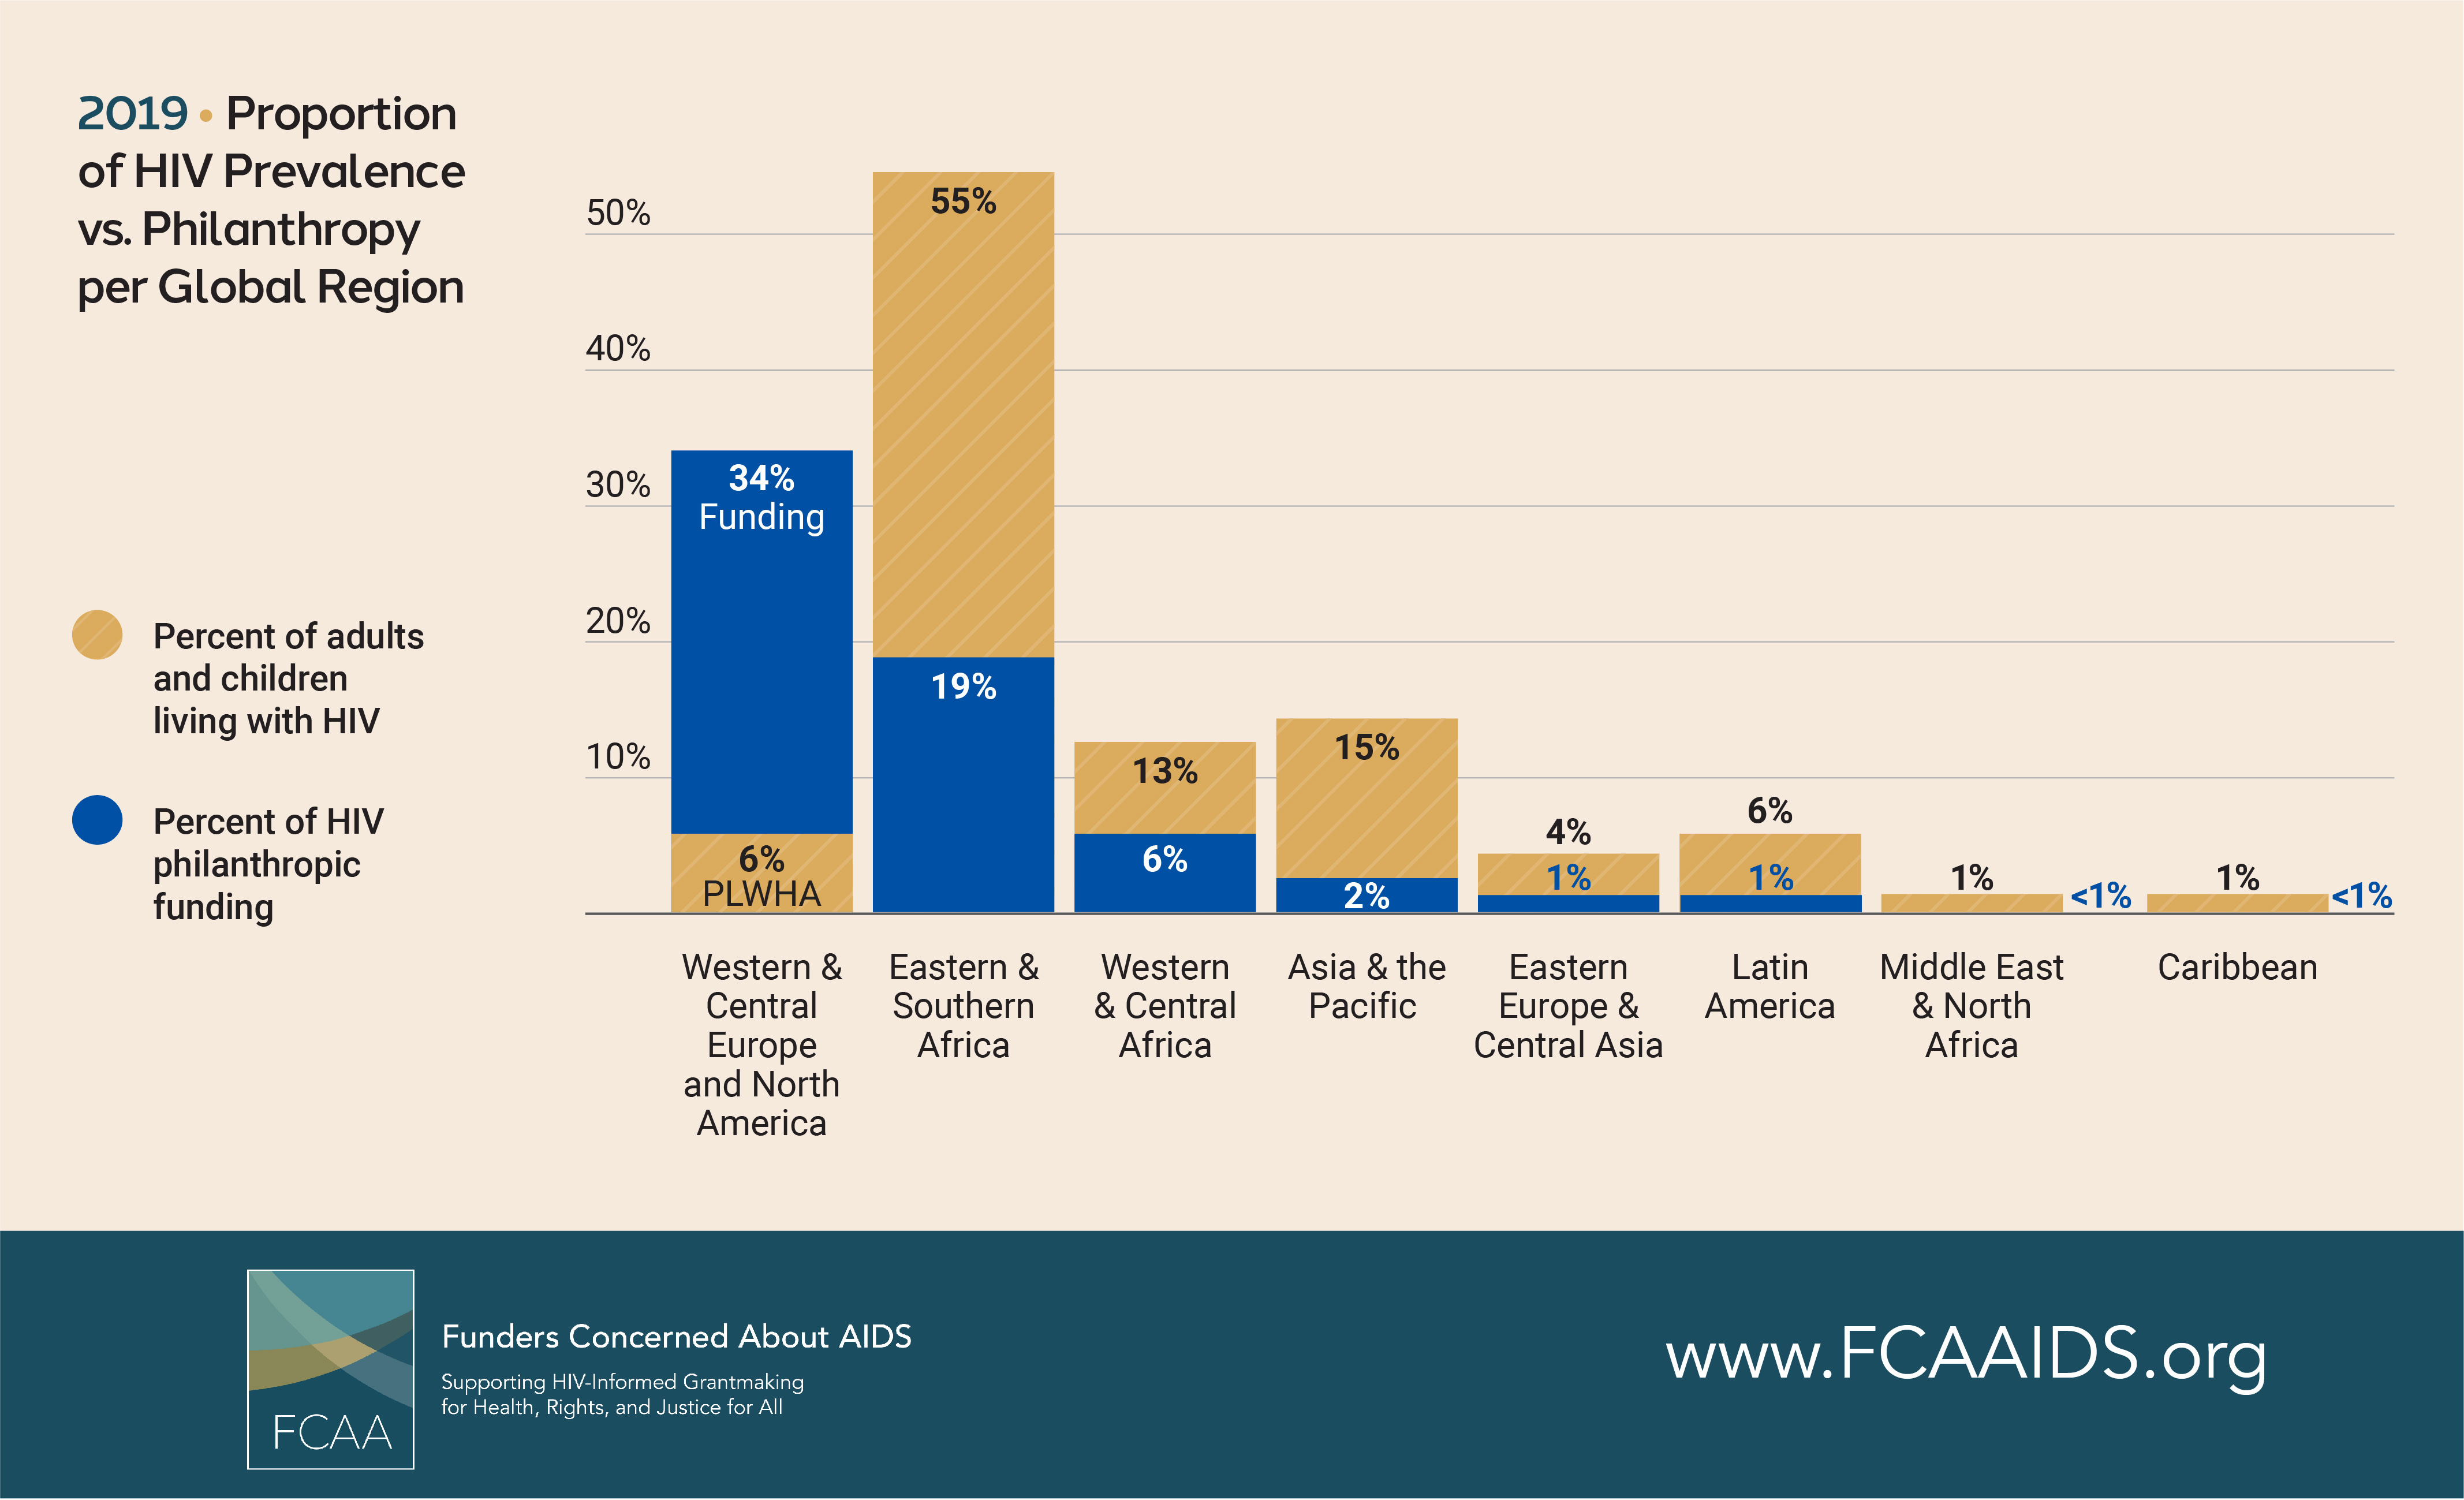 2019 • Proportion
of HIV Prevalence
vs. Philanthropy
per Global Region
Percent of adults
and children
living with HIV
Percent of HIV
philanthropic
funding
50%
40%
30%
20%
10%
34%
Funding
6%
PLWHA
55%
19%
13%
6%
15%
2%
4%
1%
6%
1%
1%
<1%
1%
<1%
Western &
Central
Europe
and North
America
Eastern &
Southern
Africa
Western
& Central
Africa
Asia & the
Pacific
Eastern
Europe &
Central Asia
Latin
America
Middle East
& North
Africa
Caribbean
FCAA
Funders Concerned About AIDS
Supporting HIV-Informed Grantmaking
for Health, Rights, and Justice for All
www.FCAAIDS.org